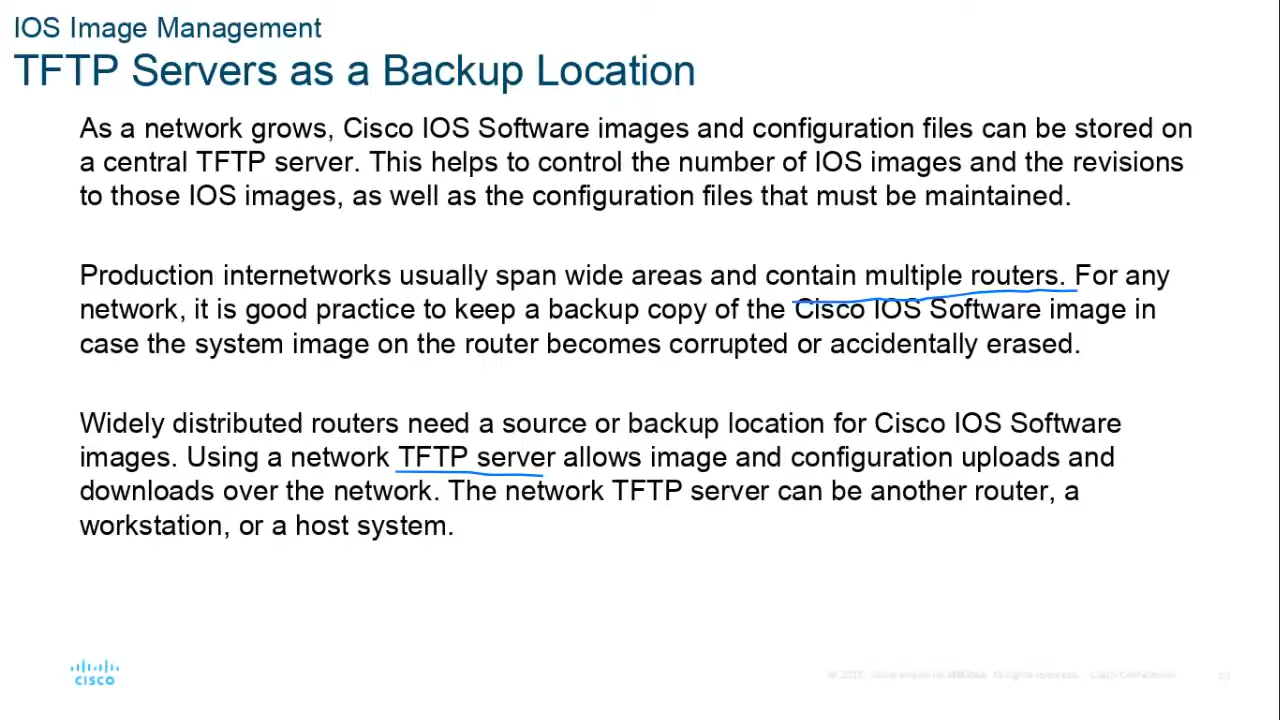 IOS Image Management
TFTP Servers as a Backup Location
As a network grows, Cisco IOS Software images and configuration files can be stored on
a central TFTP server. This helps to control the number of IOS images and the revisions
to those IOS images, as well as the configuration files that must be maintained.
Production internetworks usually span wide areas and contain multiple routers. For any
network, it is good practice to keep a backup copy of the Cisco IOS Software image in
case the system image on the router becomes corrupted or accidentally erased.
Widely distributed routers need a source or backup location for Cisco IOS Software
images. Using a network TFTP server allows image and configuration uploads and
downloads over the network. The network TFTP server can be another router, a
workstation, or a host system.
CISCO